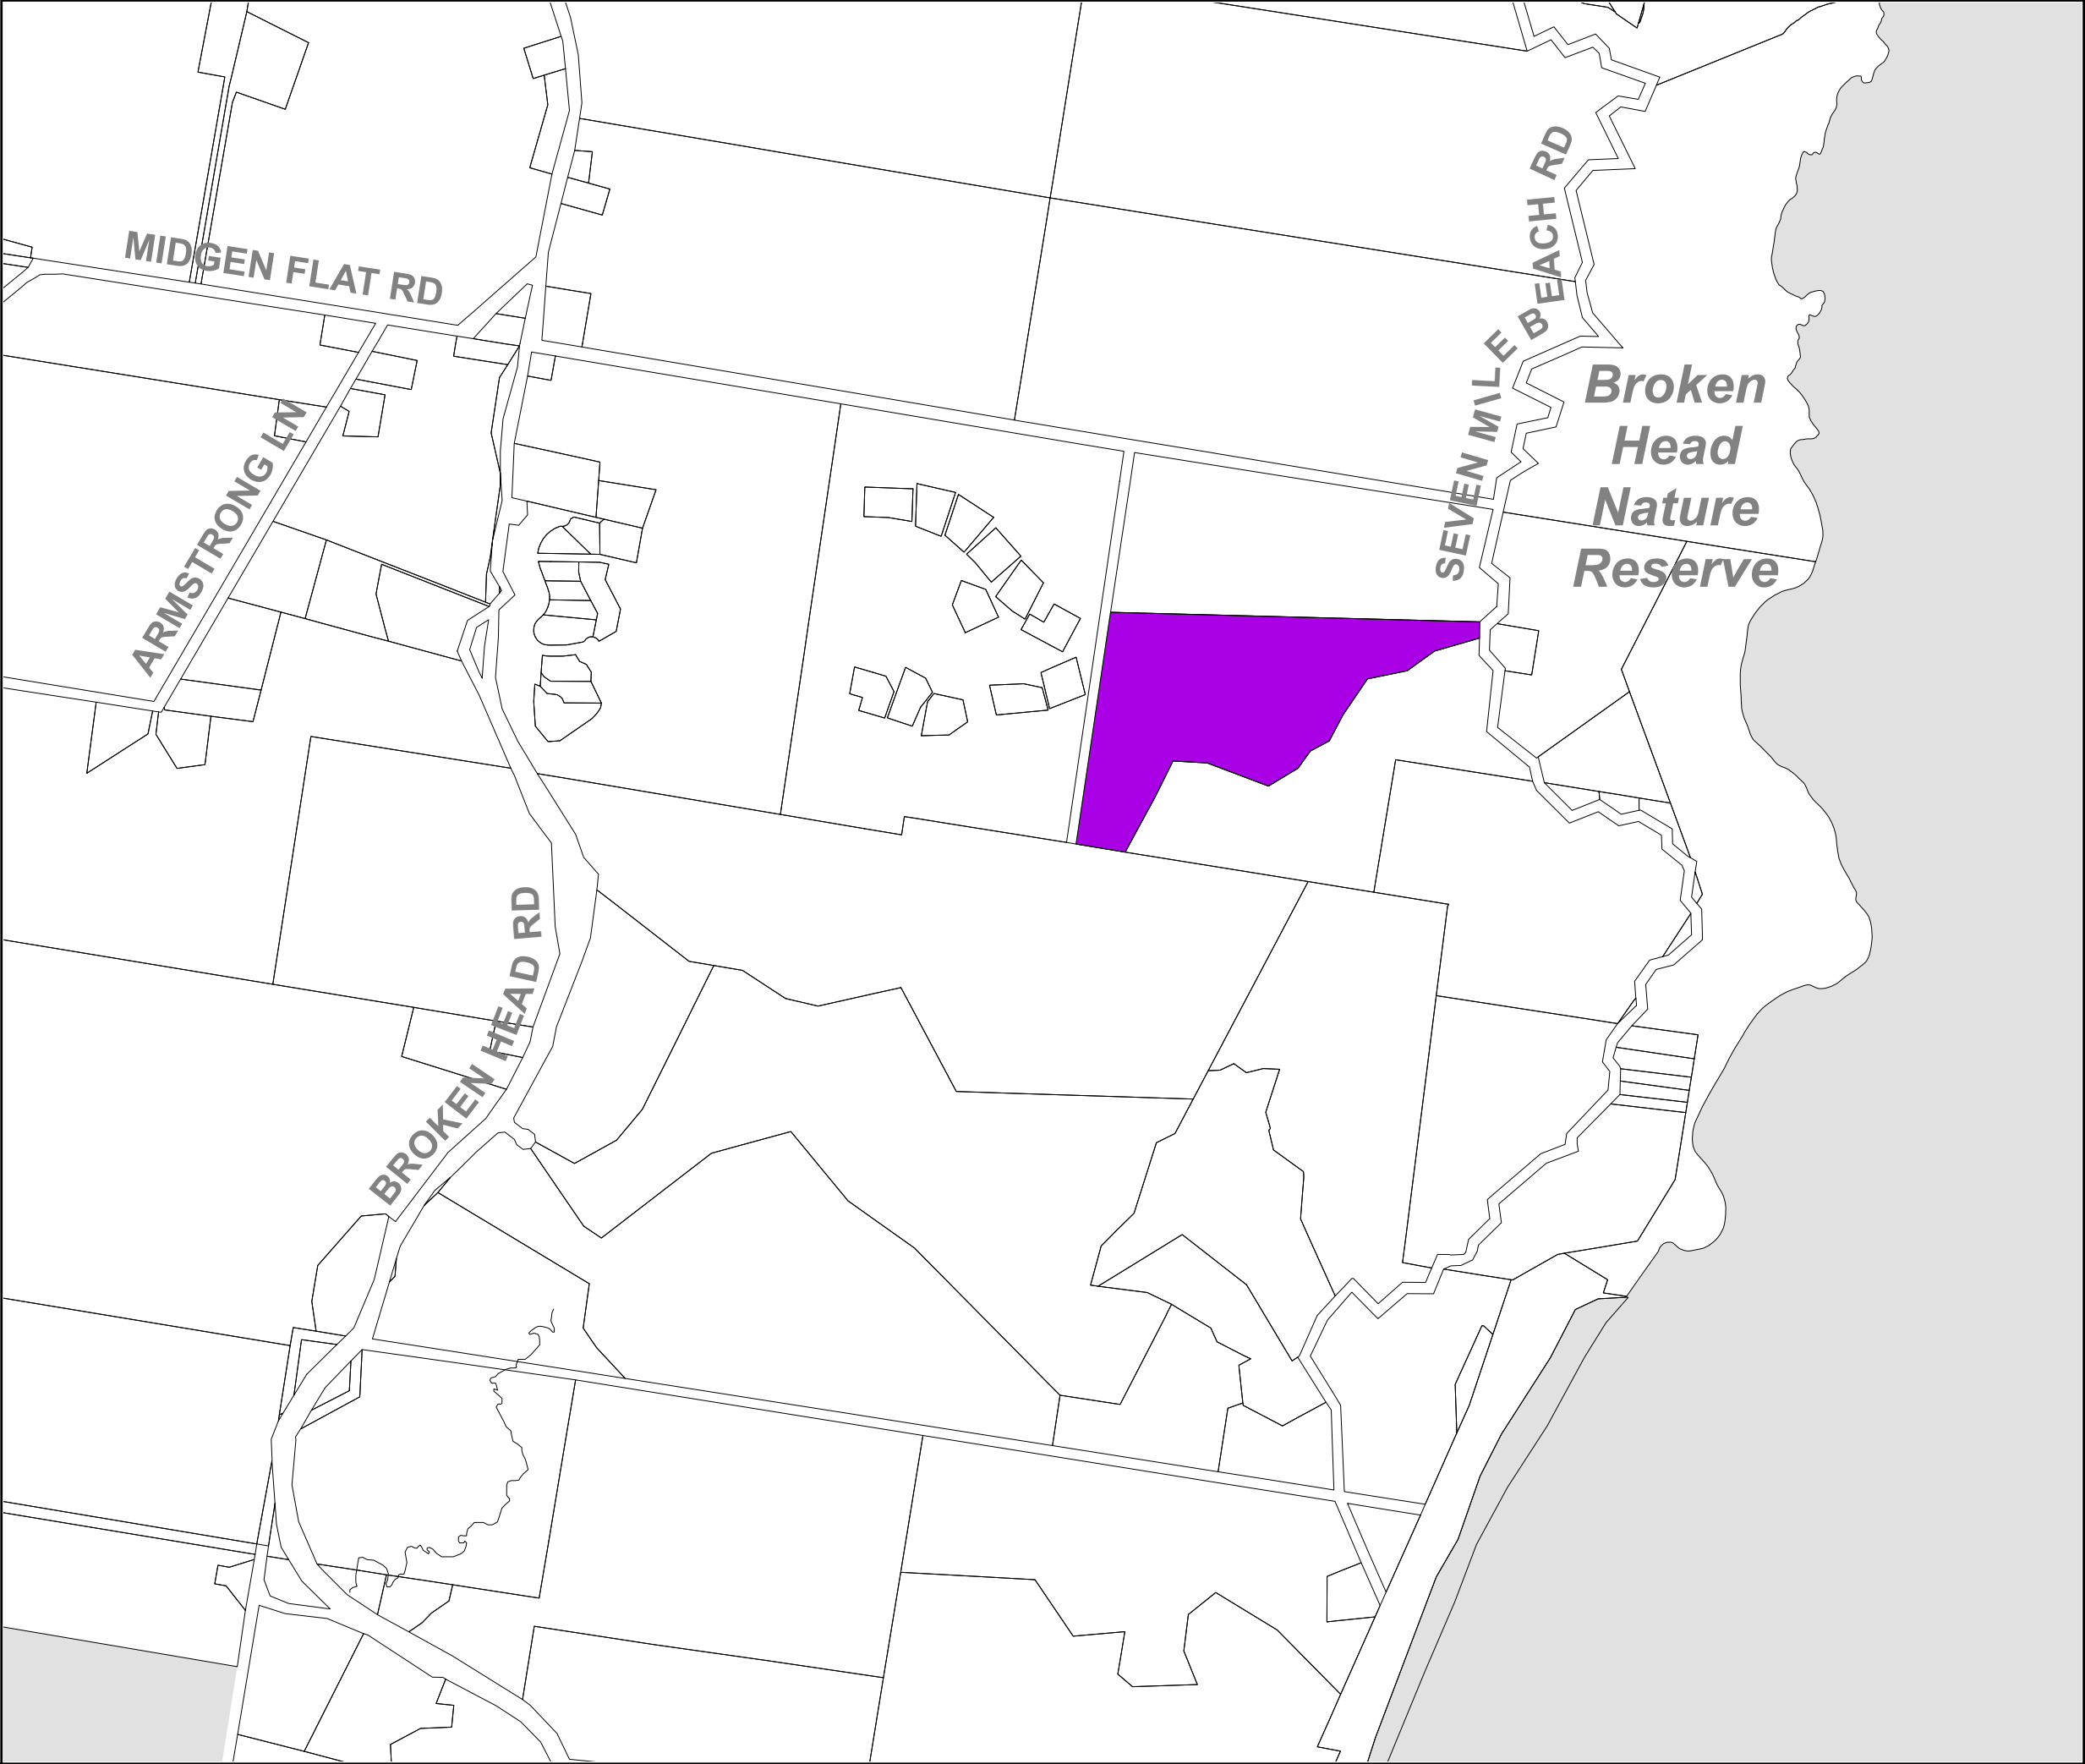 MIDGEN FLAT RD
SEVEN MILE BEACH RD
Broken
Head
Nature
Reserve
ARMSTRONG LN
BROKEN HEAD RD